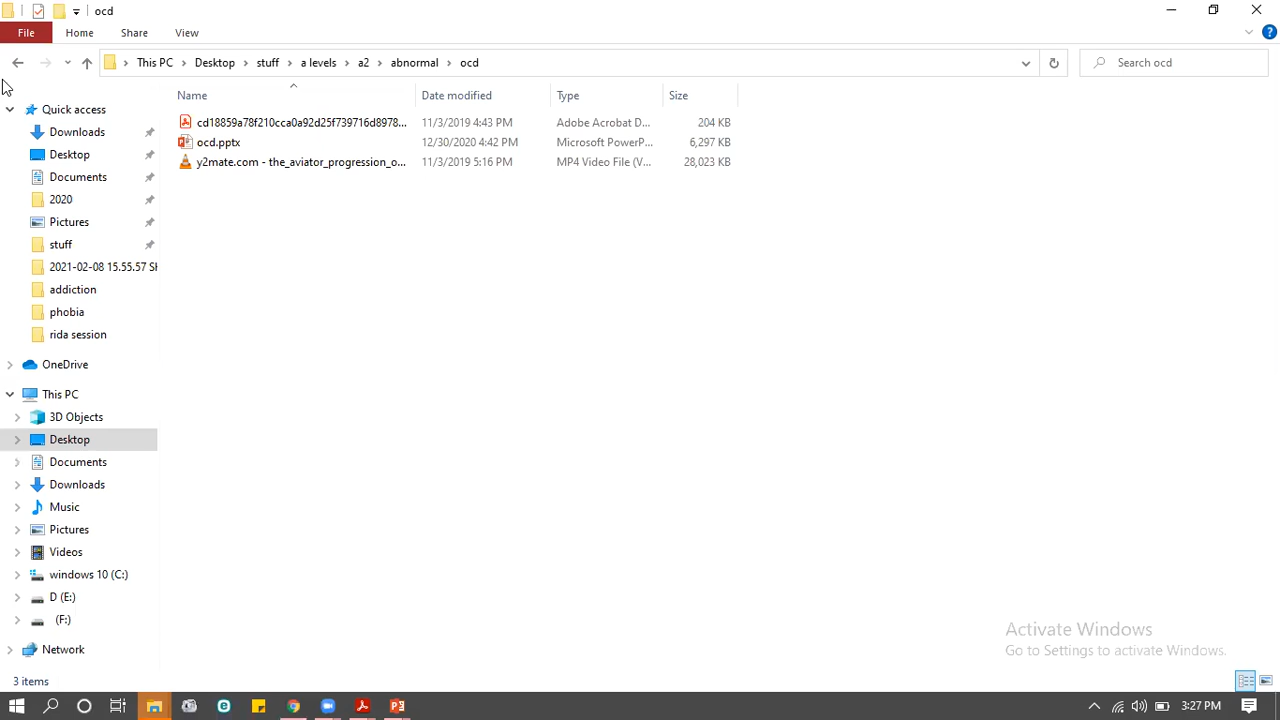 ocd
File Home Share View
This PC Desktop stuff a levels a2 abnormal ocd Search ocd
Name Date modified Type Size
cd18859a78f210cca0a92d25f739716d8978... 11/3/2019 4:43 PM Adobe Acrobat D... 204 KB
ocd.pptx 12/30/2020 4:42 PM Microsoft PowerP... 6,297 KB
y2mate.com - the_aviator_progression_o... 11/3/2019 5:16 PM MP4 Video File (V... 28,023 KB
Quick access
Downloads
Desktop
Documents
2020
Pictures
stuff
2021-02-08 15.55.57 SH
addiction
phobia
rida session
OneDrive
This PC
3D Objects
Desktop
Documents
Downloads
Music
Pictures
Videos
windows 10 (C:)
D (E:)
(F:)
Network
Activate Windows
Go to Settings to activate Windows.
3 items
3:27 PM